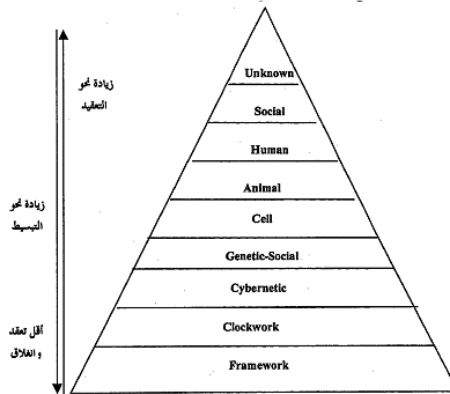 Unknown
زيادة نحو
التعقيد
Social
Human
Animal
زيادة نحو
التبسيط
Cell
Genetic-Social
Cybernetic
أقل تعقد
و انغلاق
Clockwork
Framework